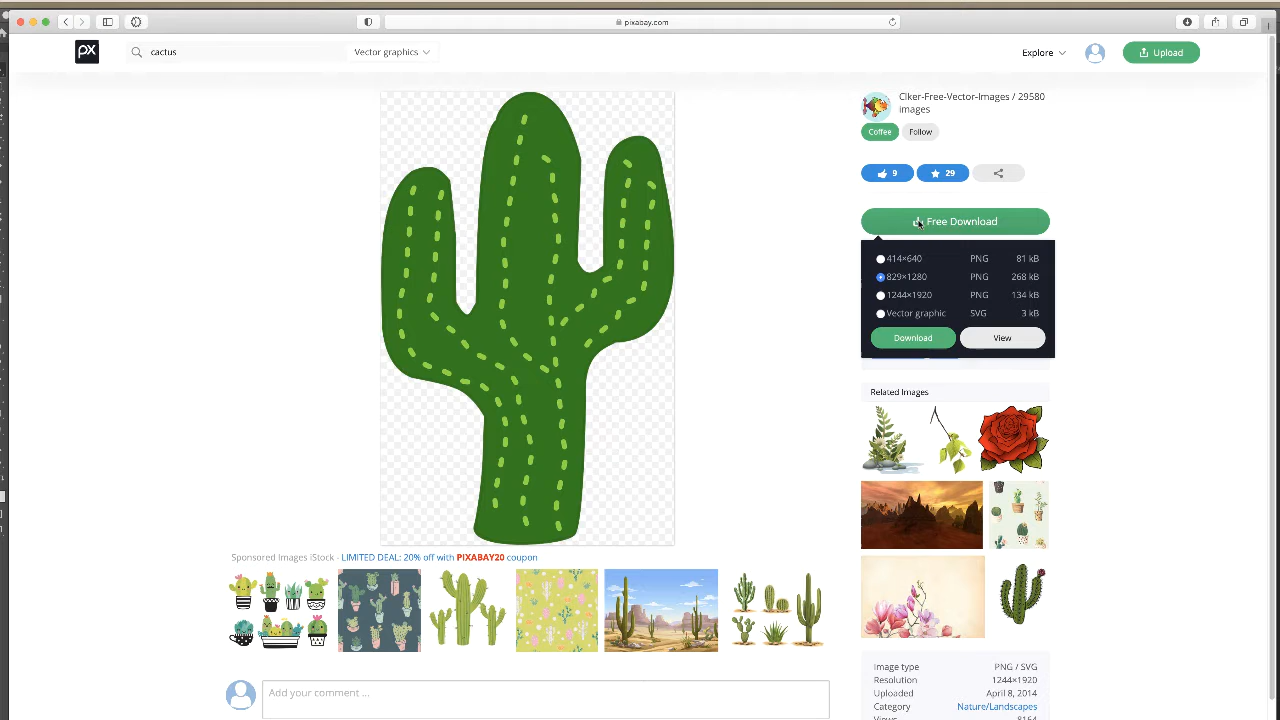 pixabay.com
px
cactus
Vector graphics
Explore
Upload
Clker-Free-Vector-Images / 29580
images
Coffee
Follow
9
29
Free Download
414×640 PNG 81 kB
829×1280 PNG 268 kB
1244×1920 PNG 134 kB
Vector graphic SVG 3 kB
Download
View
Related Images
Sponsored Images iStock - LIMITED DEAL: 20% off with PIXABAY20 coupon
Add your comment ...
Image type PNG / SVG
Resolution 1244×1920
Uploaded April 8, 2014
Category Nature/Landscapes